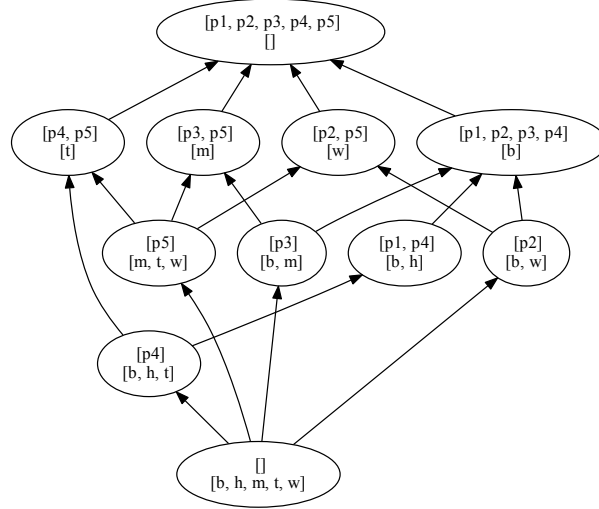 [p1, p2, p3, p4, p5]
[]
[p4, p5]
[t]
[p3, p5]
[m]
[p2, p5]
[w]
[p1, p2, p3, p4]
[b]
[p5]
[m, t, w]
[p3]
[b, m]
[p1, p4]
[b, h]
[p2]
[b, w]
[p4]
[b, h, t]
[]
[b, h, m, t, w]